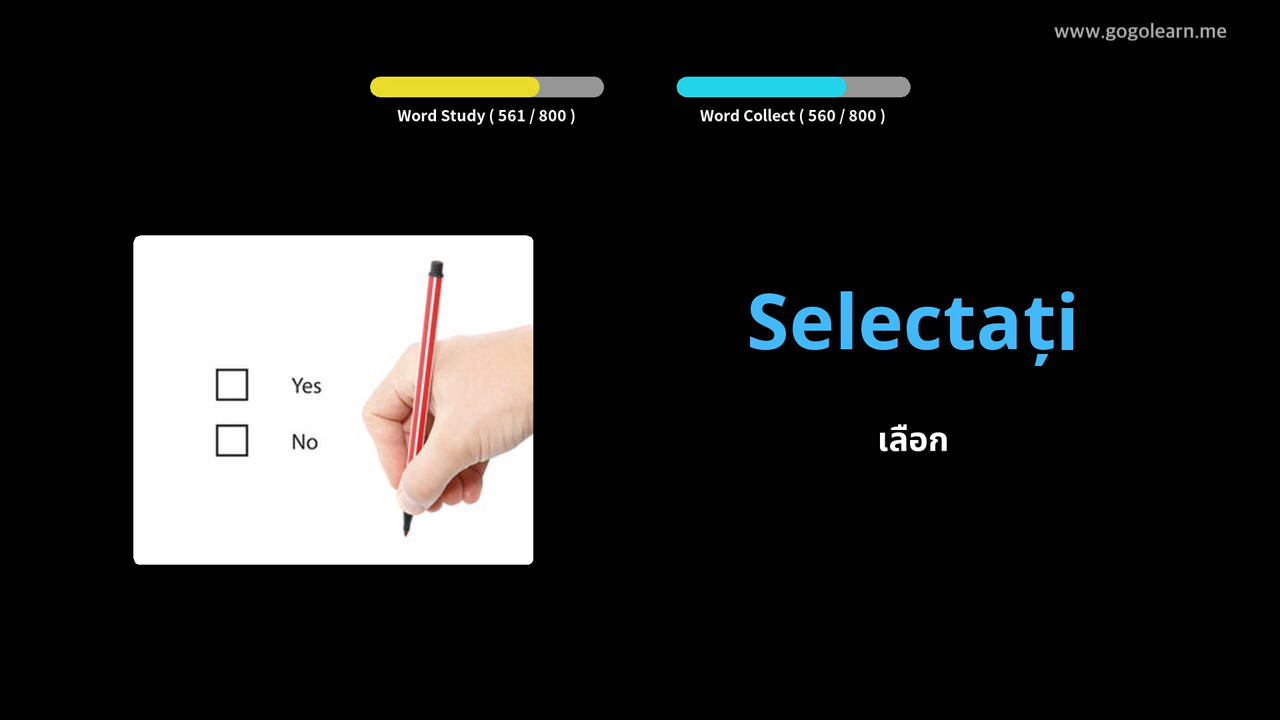 www.gogolearn.me
Word Study ( 561 / 800 )
Word Collect ( 560 / 800 )
Yes
No
Selectați
เลือก